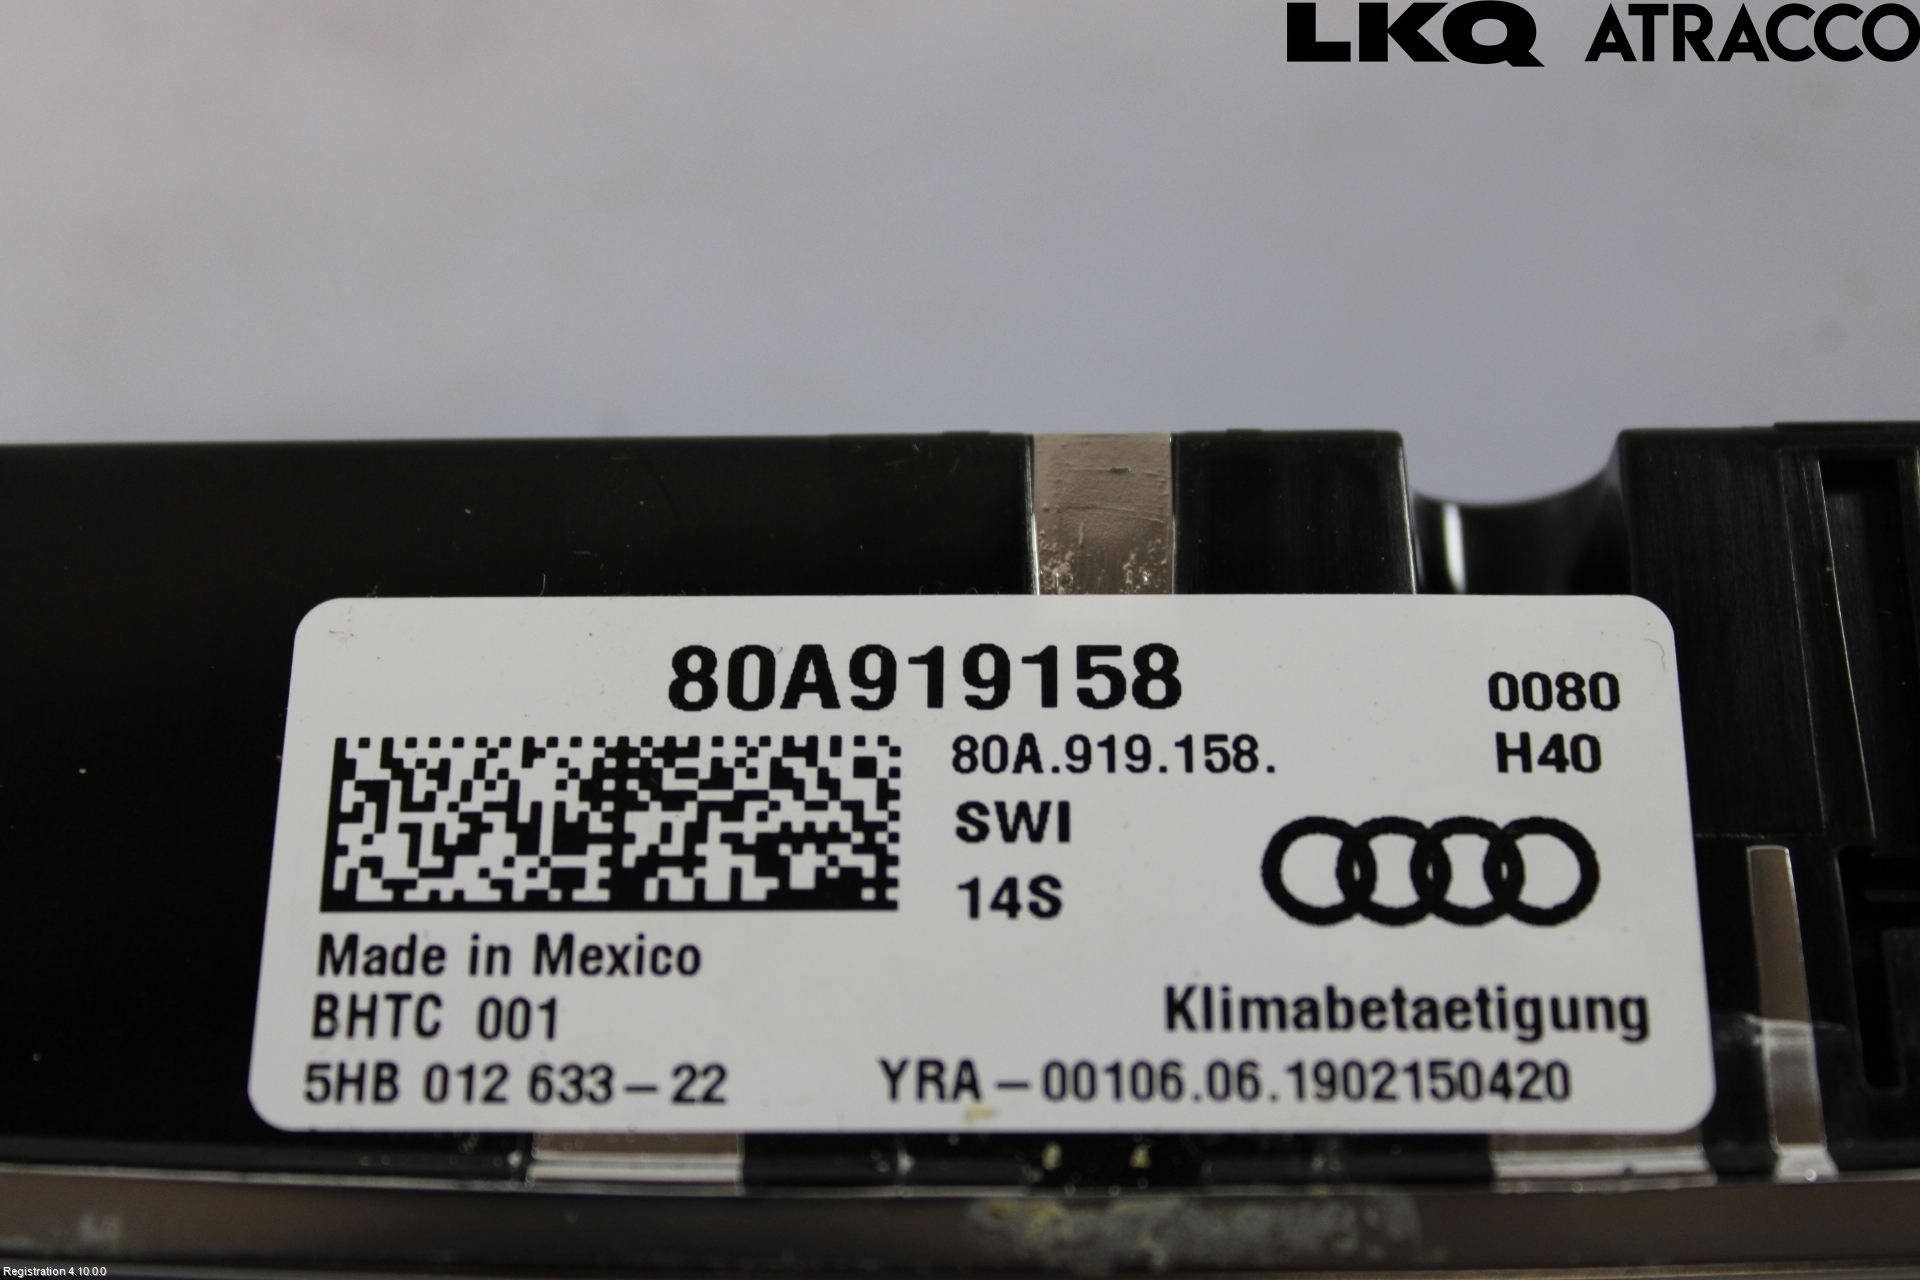 LKQ ATRACCO
80A919158
0080
80A.919.158.
H40
SWI
14S
Made in Mexico
BHTC 001
Klimabetaetigung
5HB 012 633-22
YRA-00106.06.1902150420
Registration 4.10.0.0